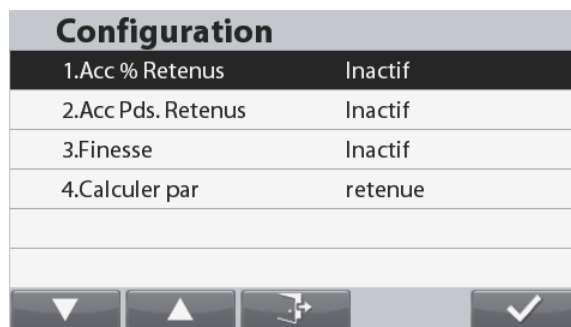 Configuration
1.Acc % Retenus Inactif
2.Acc Pds. Retenus Inactif
3.Finesse Inactif
4.Calculer par retenue